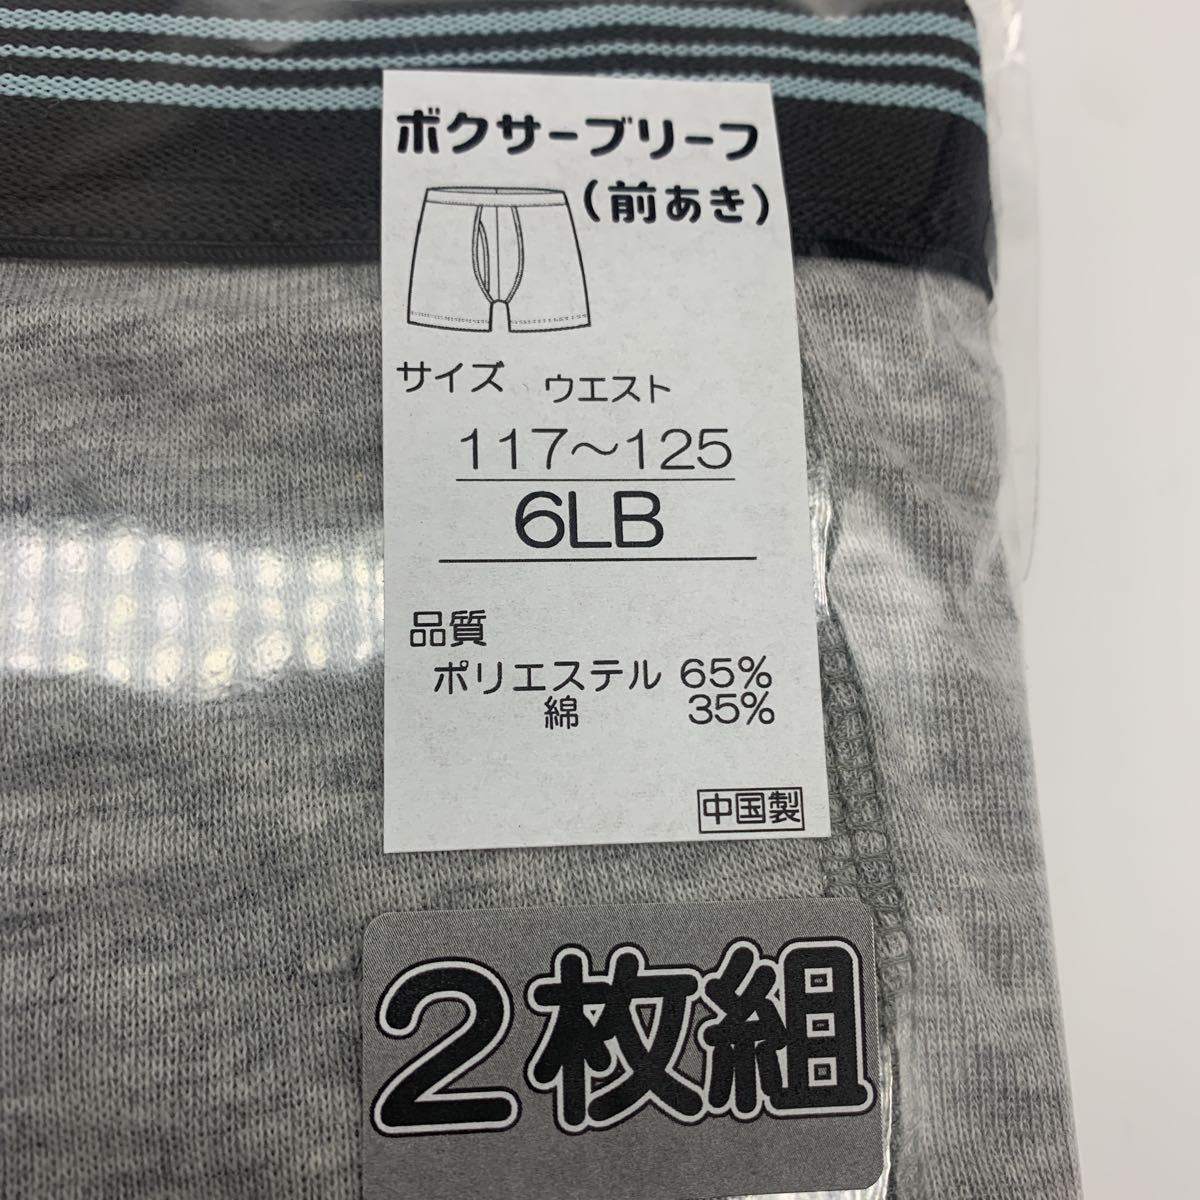 ボクサーブリーフ
(前あき)
サイズ ウエスト
117〜125
6LB
品質
ポリエステル 65%
綿 35%
中国製
2枚組